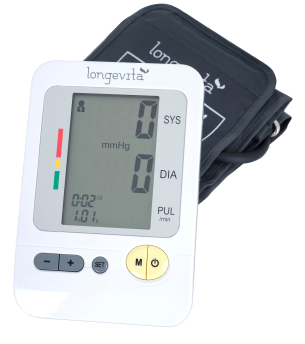 longevita
longevita
0 SYS
mmHg
0 DIA
0:02
1.01.
PUL
/min
- + SET M